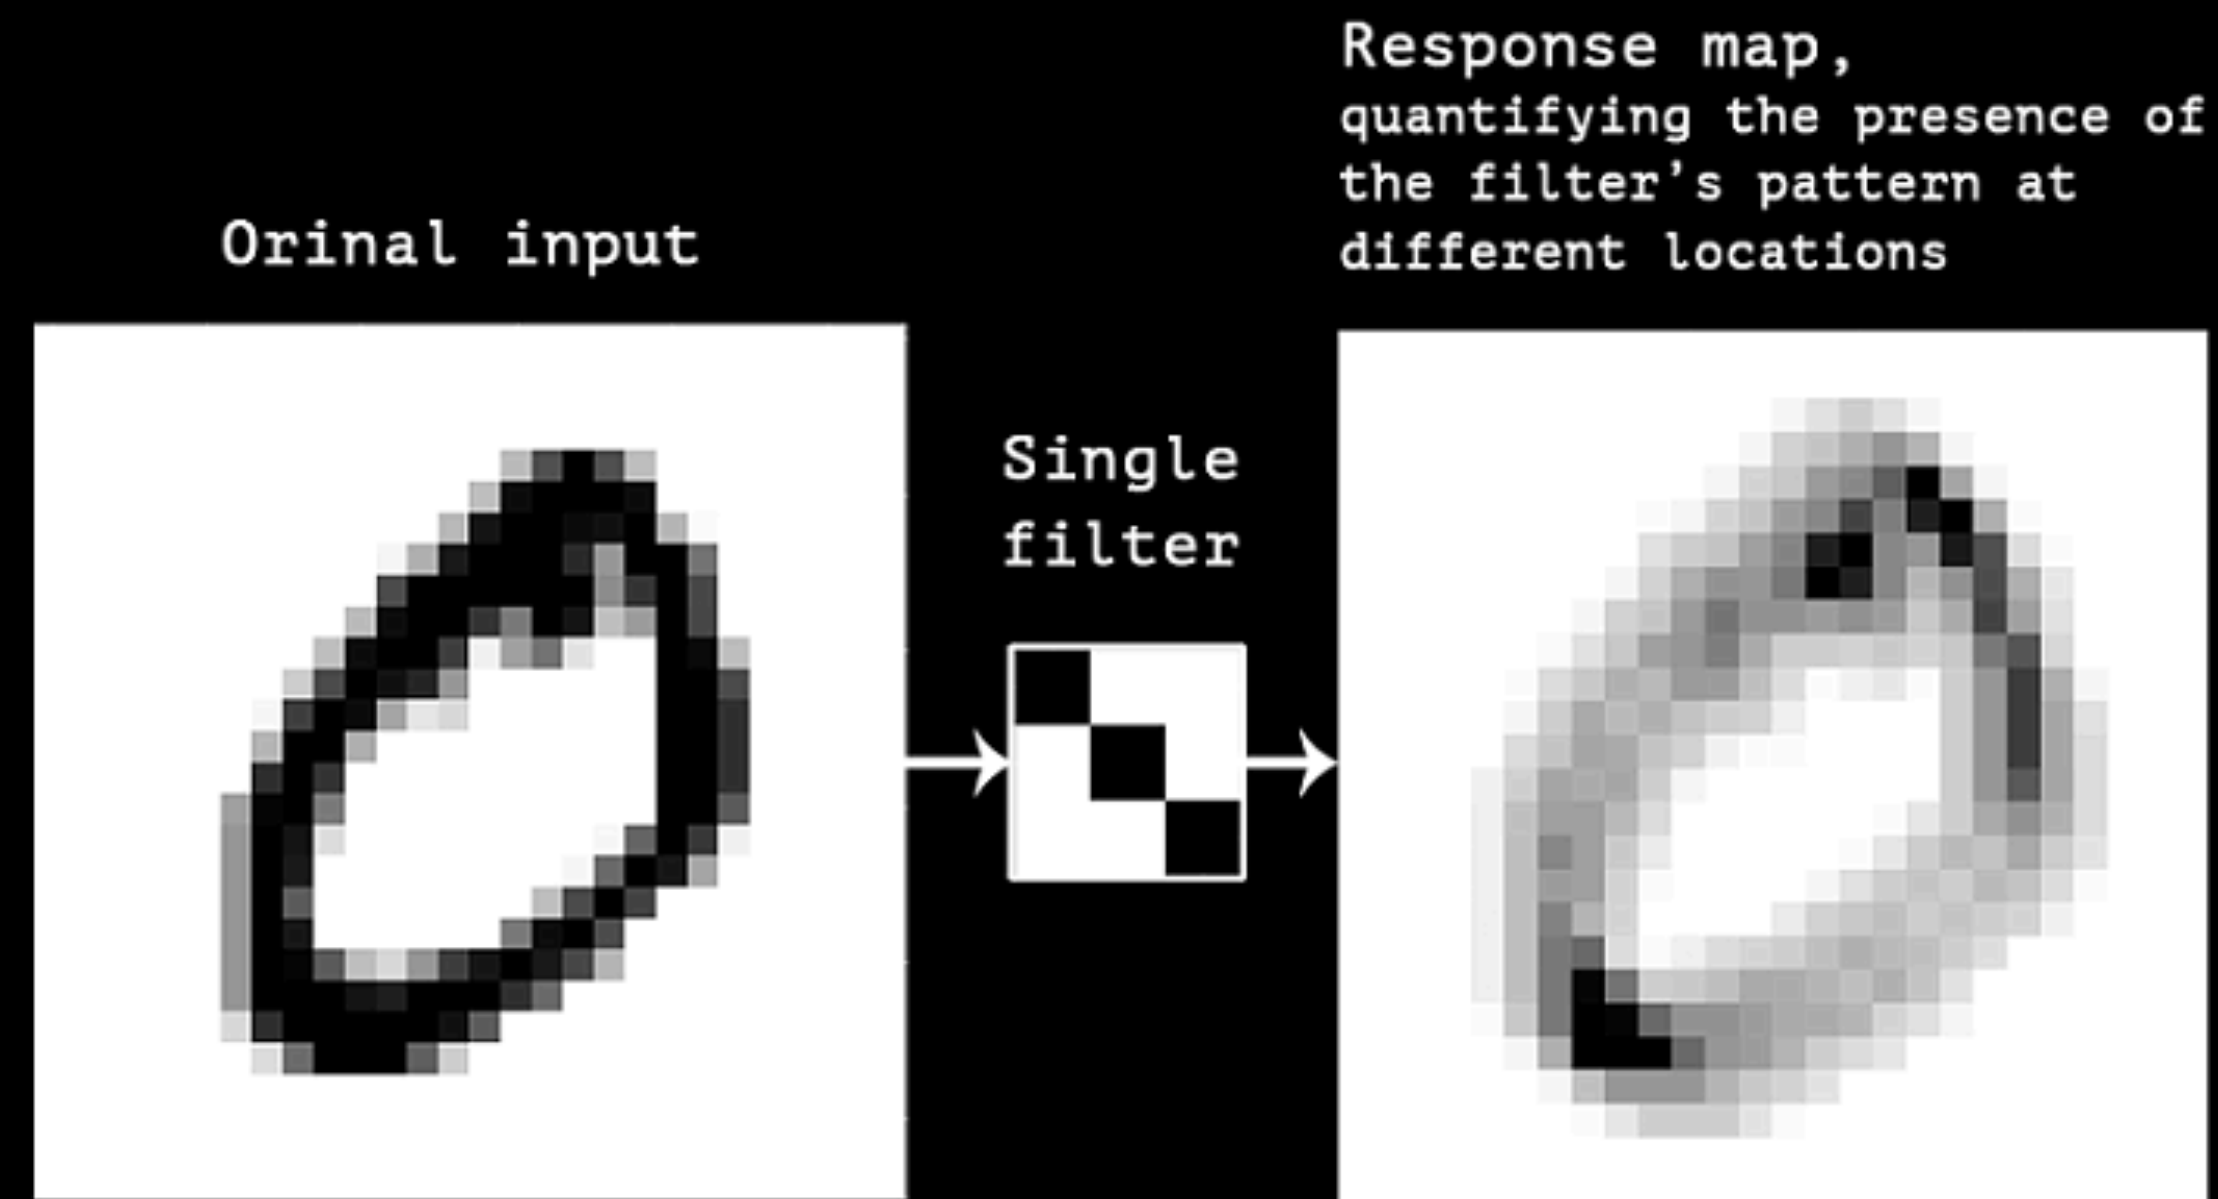 Orinal input
Single
filter
Response map,
quantifying the presence of
the filter’s pattern at
different locations